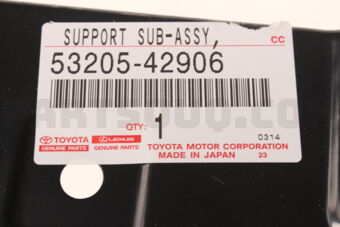 SUPPORT SUB-ASSY,
CC
53205-42906
QTY: 1
0314
TOYOTA LEXUS TOYOTA MOTOR CORPORATION
GENUINE PARTS GENUINE PARTS MADE IN JAPAN 23